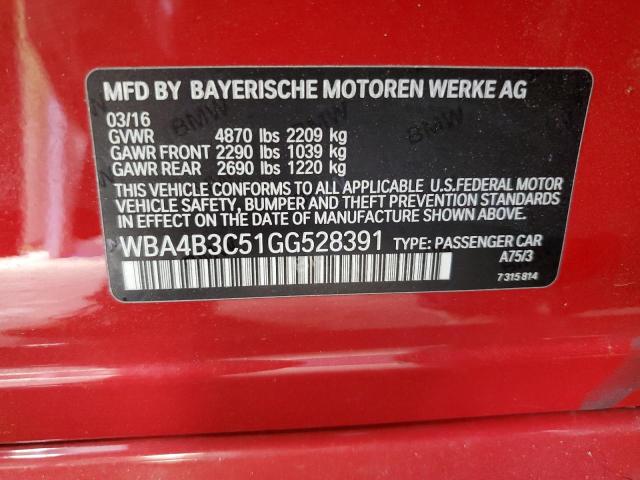 MFD BY BAYERISCHE MOTOREN WERKE AG
03/16
GVWR 4870 lbs 2209 kg
GAWR FRONT 2290 lbs 1039 kg
GAWR REAR 2690 lbs 1220 kg
THIS VEHICLE CONFORMS TO ALL APPLICABLE U.S.FEDERAL MOTOR
VEHICLE SAFETY, BUMPER AND THEFT PREVENTION STANDARDS
IN EFFECT ON THE DATE OF MANUFACTURE SHOWN ABOVE.
WBA4B3C51GG528391 TYPE: PASSENGER CAR
A75/3
7315814
BMW
BMW